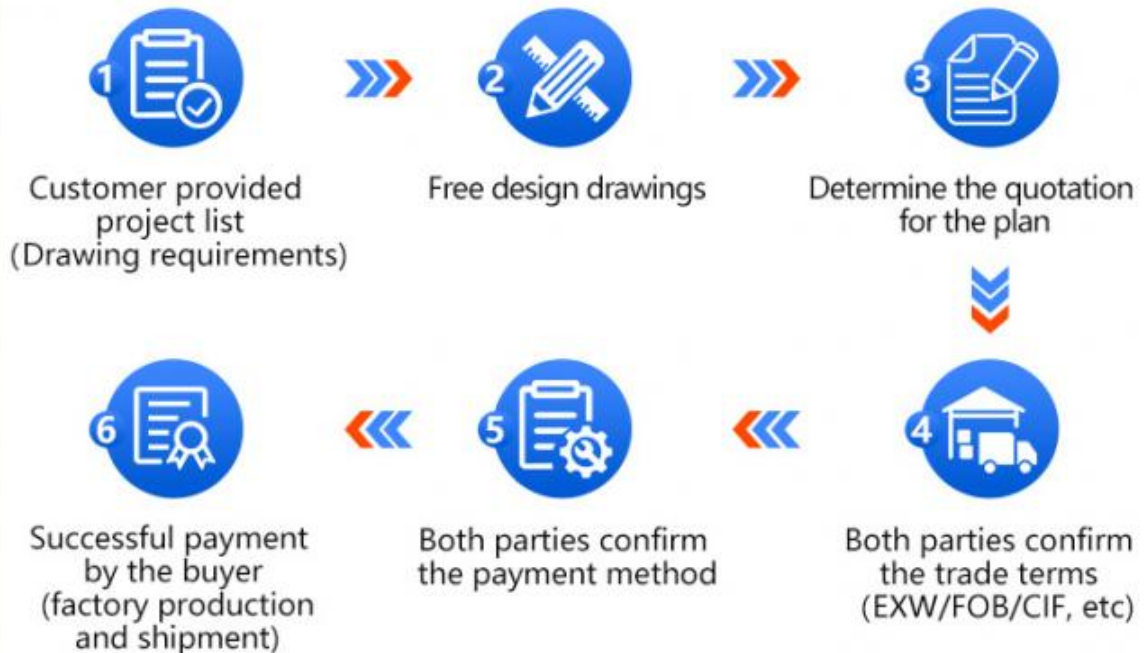 1
Customer provided
project list
(Drawing requirements)
2
Free design drawings
3
Determine the quotation
for the plan
4
Both parties confirm
the trade terms
(EXW/FOB/CIF, etc)
5
Both parties confirm
the payment method
6
Successful payment
by the buyer
(factory production
and shipment)